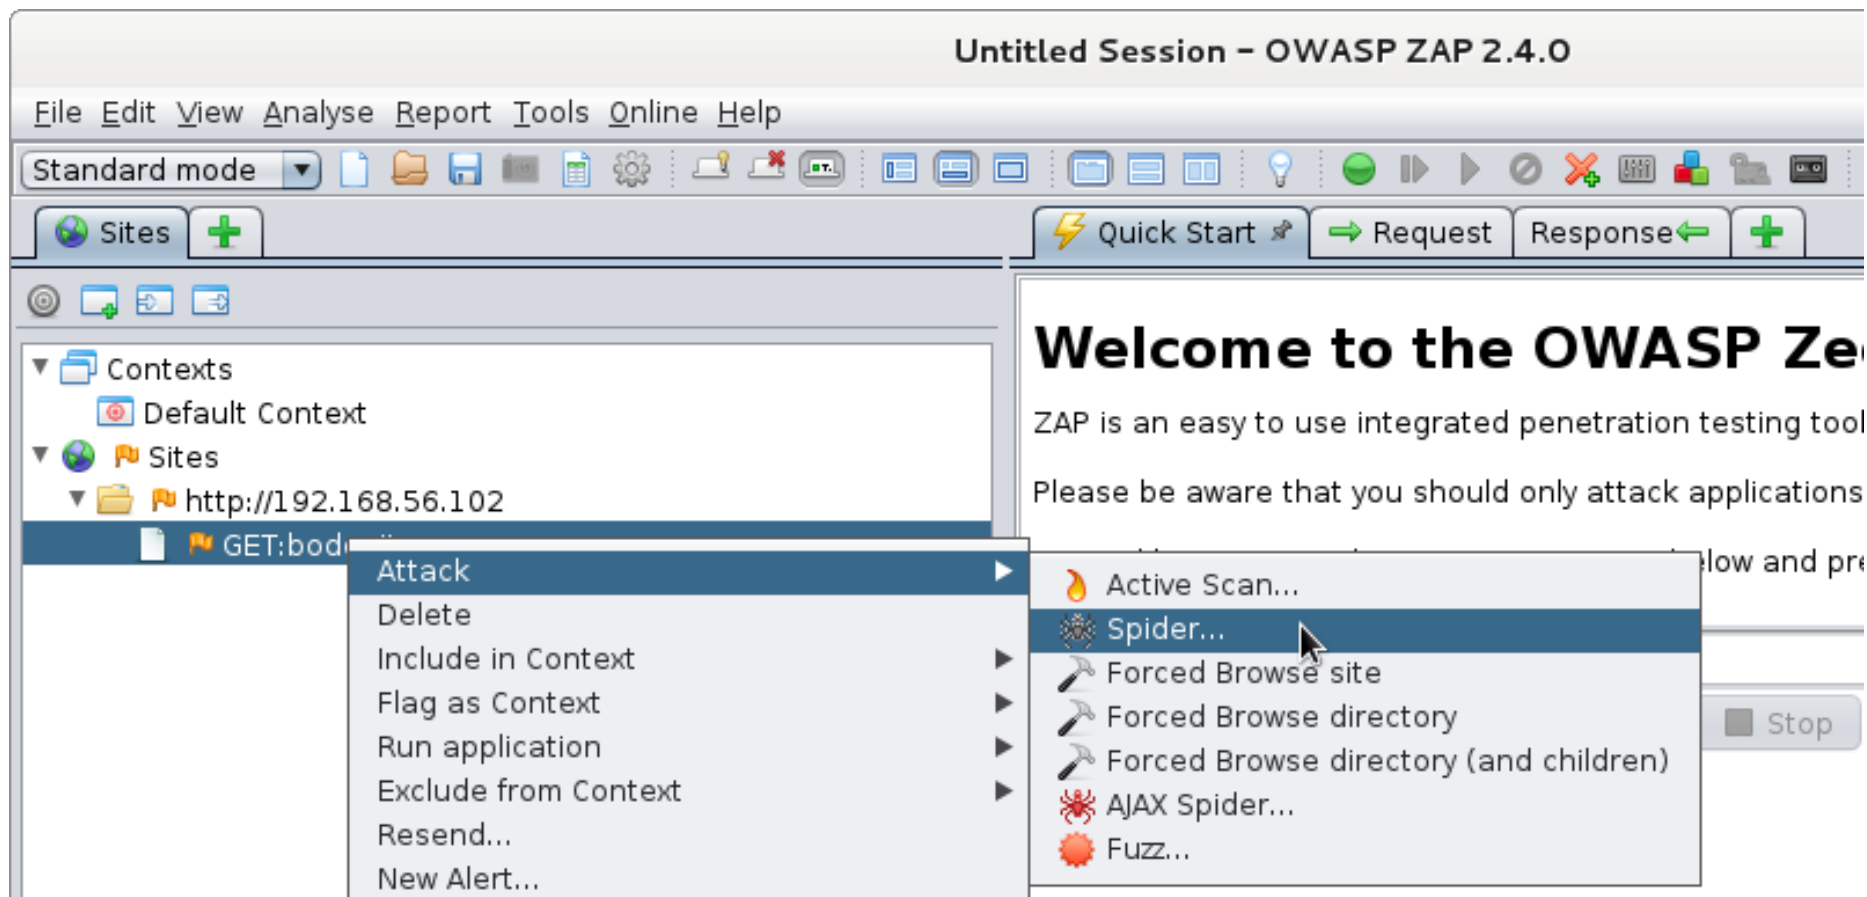 Untitled Session – OWASP ZAP 2.4.0
File Edit View Analyse Report Tools Online Help
Standard mode
Sites
Quick Start Request Response
Contexts
Default Context
Sites
http://192.168.56.102
Welcome to the OWASP
ZAP is an easy to use integrated penetration testing tool
Please be aware that you should only attack applications
and
Attack
Delete
Include in Context
Flag as Context
Run application
Exclude from Context
Resend...
New Alert...
Active Scan...
Spider...
Forced Browse site
Forced Browse directory
Forced Browse directory (and children)
AJAX Spider...
Fuzz...
Stop